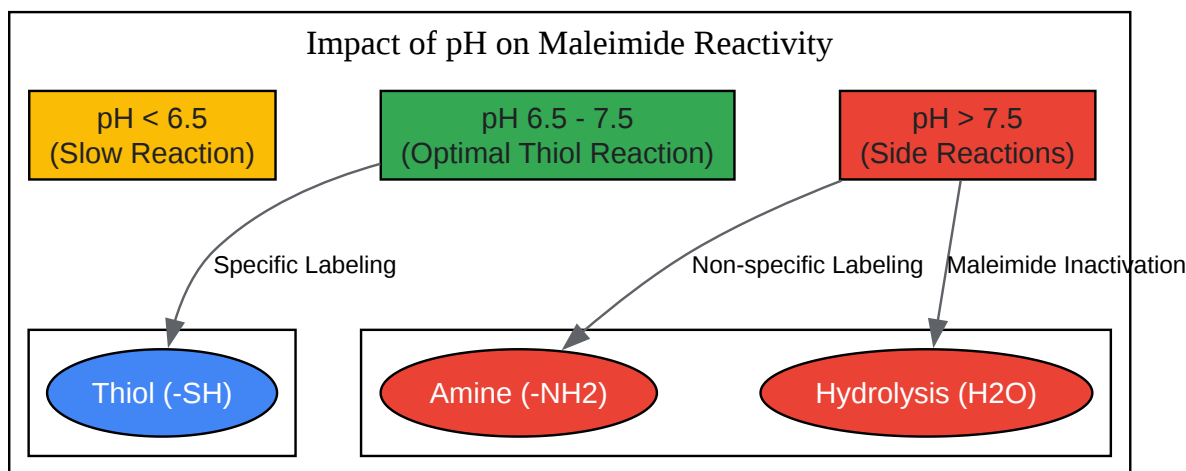 Impact of pH on Maleimide Reactivity
pH < 6.5
(Slow Reaction)
pH 6.5 - 7.5
(Optimal Thiol Reaction)
pH > 7.5
(Side Reactions)
Specific Labeling
Non-specific Labeling
Maleimide Inactivation
Thiol (-SH)
Amine (-NH2)
Hydrolysis (H2O)